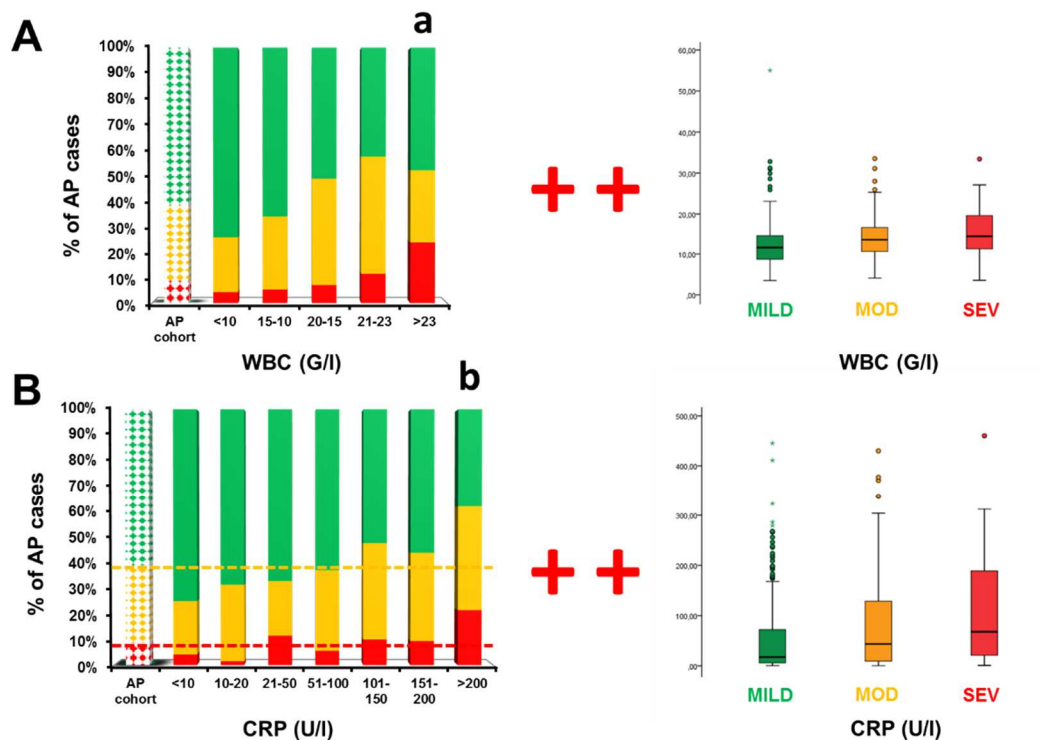 A
a
% of AP cases
100%
90%
80%
70%
60%
50%
40%
30%
20%
10%
0%
AP cohort
<10
15-10
20-15
21-23
>23
WBC (G/l)
++
60,00
50,00
40,00
30,00
20,00
10,00
,00
MILD
MOD
SEV
WBC (G/l)
B
b
% of AP cases
100%
90%
80%
70%
60%
50%
40%
30%
20%
10%
0%
AP cohort
<10
10-20
21-50
51-100
101-150
151-200
>200
CRP (U/l)
++
500,00
400,00
300,00
200,00
100,00
,00
MILD
MOD
SEV
CRP (U/l)